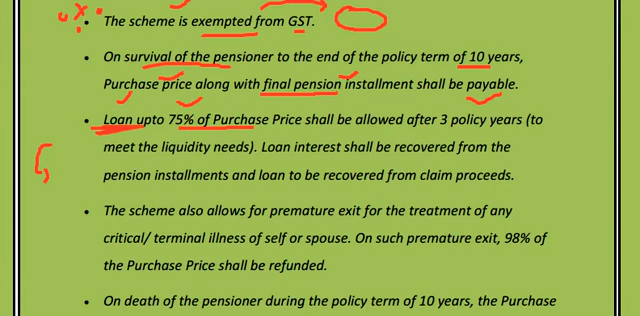 The scheme is exempted from GST.
On survival of the pensioner to the end of the policy term of 10 years,
Purchase price along with final pension installment shall be payable.
Loan upto 75% of Purchase Price shall be allowed after 3 policy years (to
meet the liquidity needs). Loan interest shall be recovered from the
pension installments and loan to be recovered from claim proceeds.
The scheme also allows for premature exit for the treatment of any
critical/ terminal illness of self or spouse. On such premature exit, 98% of
the Purchase Price shall be refunded.
On death of the pensioner during the policy term of 10 years, the Purchase